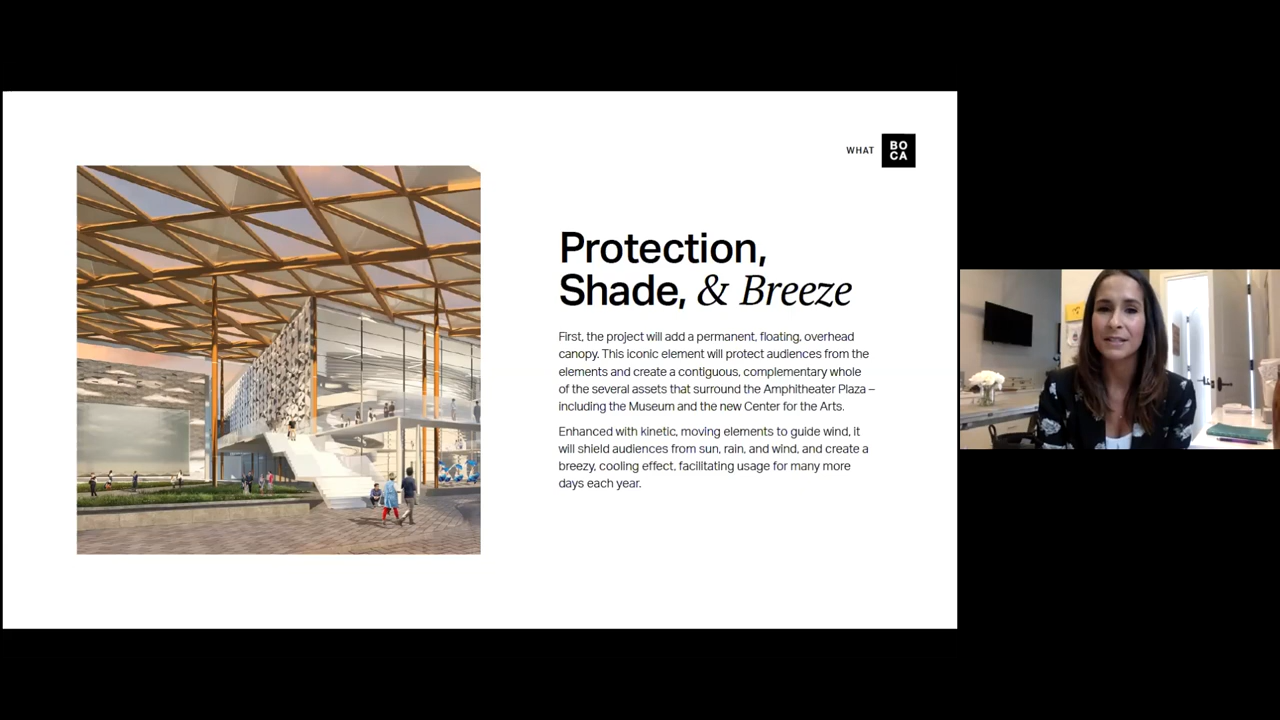 WHAT
BO
CA
Protection,
Shade, & Breeze
First, the project will add a permanent, floating, overhead
canopy. This iconic element will protect audiences from the
elements and create a contiguous, complementary whole
of the several assets that surround the Amphitheater Plaza –
including the Museum and the new Center for the Arts.
Enhanced with kinetic, moving elements to guide wind, it
will shield audiences from sun, rain, and wind, and create a
breezy, cooling effect, facilitating usage for many more
days each year.